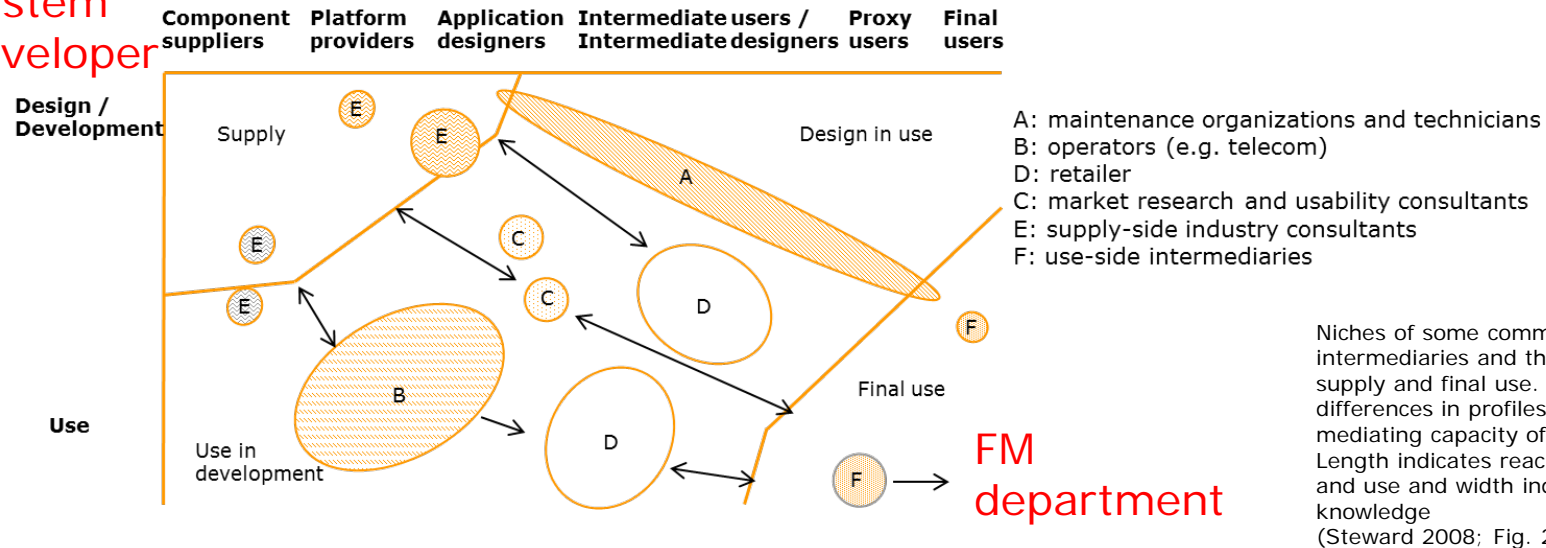 stem
veloper
Component Platform Application Intermediate users / Proxy Final
suppliers providers designers Intermediate designers users users
Design /
Development
Supply
E
E
Design in use
A
E
C
E
C
D
F
B
Final use
Use
D
Use in
development
F
A: maintenance organizations and technicians
B: operators (e.g. telecom)
D: retailer
C: market research and usability consultants
E: supply-side industry consultants
F: use-side intermediaries
FM
department
Niches of some comm
intermediaries and th
supply and final use.
differences in profiles
mediating capacity of
Length indicates reac
and use and width in
knowledge
(Steward 2008; Fig.